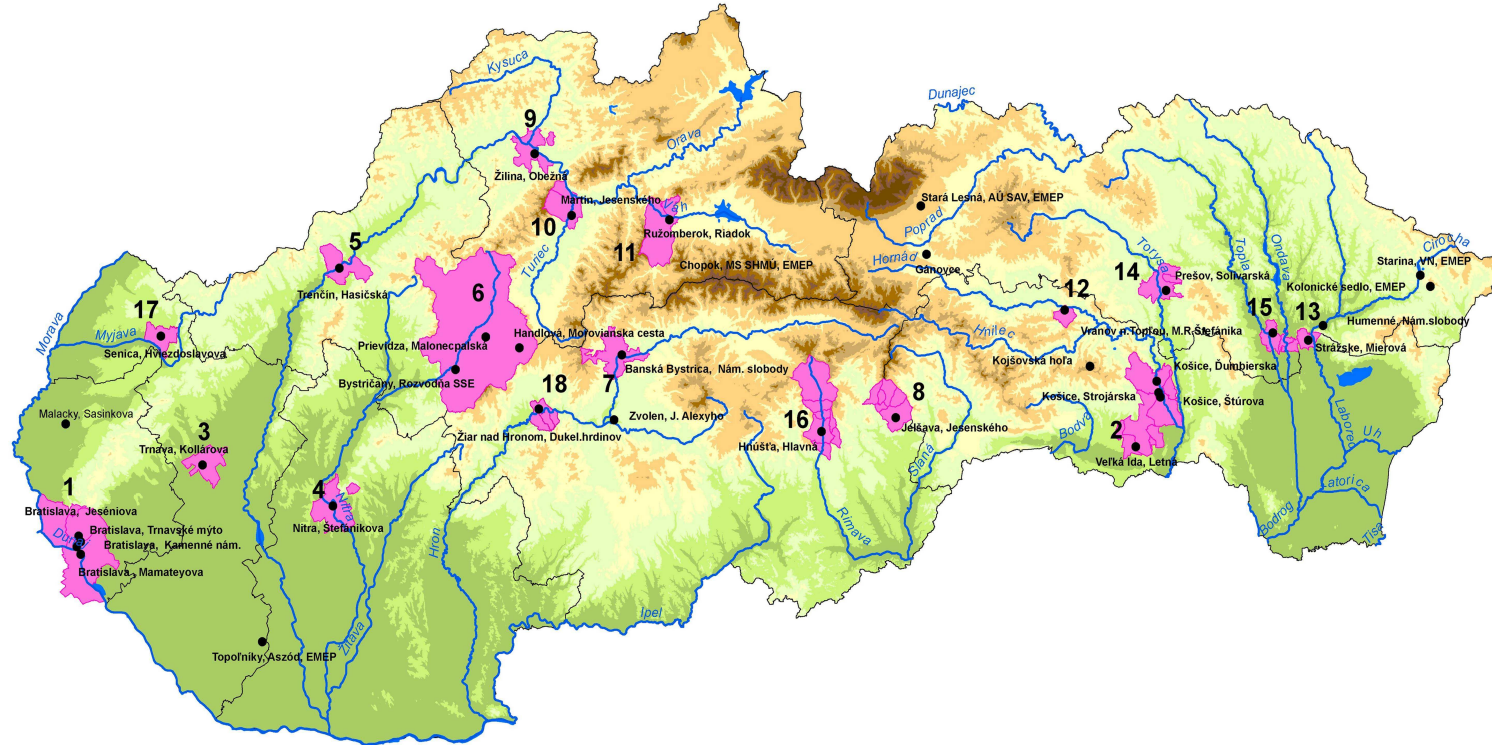 Kysuca
Dunajec
9
Orava
Žilina, Obežná
Martin, Jesenského
Váh
Stará Lesná, AÚ SAV, EMEP
10
Poprad
Ružomberok, Riadok
5
11
Turiec
Torysa
Topla
Ondava
Cirocha
Hornád
Gánovce
Chopok, MS SHMÚ, EMEP
Starina, VN, EMEP
14
Prešov, Solivarská
Kolonické sedlo, EMEP
Trenčín, Hasičská
6
12
17
15
13
Morava
Myjava
Senica, Hviezdoslavova
Handlová, Morovianska cesta
Hnilec
Vranov n.Topľou, M.R.Štefánika
Humenné, Nám.slobody
Prievidza, Malonecpalská
Strážske, Mierová
Kojšovská hoľa
Banská Bystrica, Nám. slobody
Košice, Ďumbierska
Bystričany, Rozvodňa SSE
7
18
8
Košice, Strojárska
Košice, Štúrova
Malacky, Sasinkova
Zvolen, J. Alexyho
16
Jelšava, Jesenského
Laborec
3
Žiar nad Hronom, Dukel.hrdinov
Hnúšťa, Hlavná
2
Bodva
Uh
Trnava, Kollárova
Slaná
Veľká Ida, Letná
1
4
Latorica
Bratislava, Jeséniova
Nitra
Rimava
Bodrog
Tisa
Bratislava, Trnavské mýto
Nitra, Štefánikova
Dunaj
Bratislava, Kamenné nám.
Hron
Bratislava, Mamateyova
Ipel
Žitava
Topoľníky, Aszód, EMEP